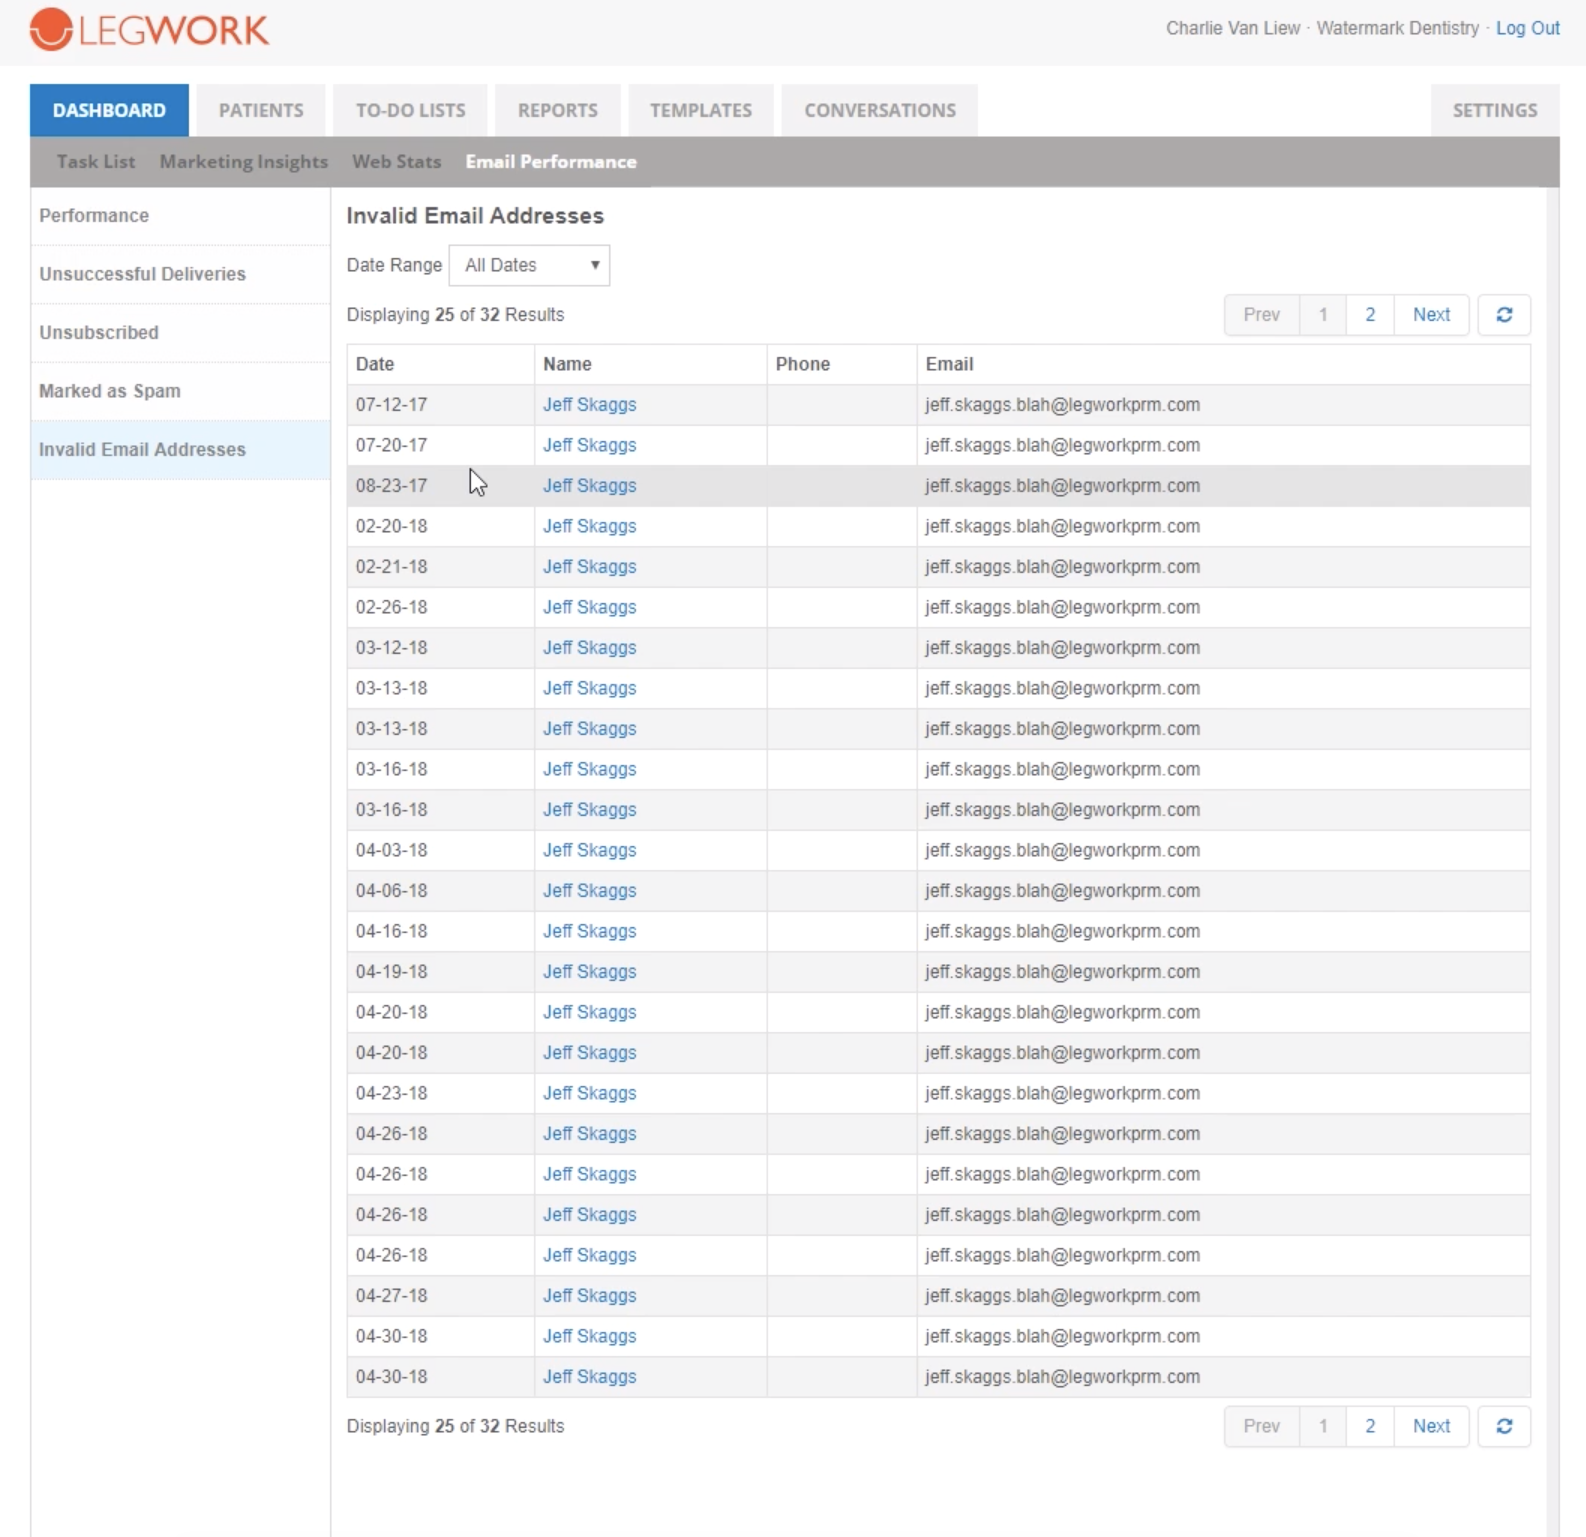 LEGWORK
Charlie Van Liew · Watermark Dentistry · Log Out
DASHBOARD PATIENTS TO-DO LISTS REPORTS TEMPLATES CONVERSATIONS SETTINGS
Task List Marketing Insights Web Stats Email Performance
Performance
Unsuccessful Deliveries
Unsubscribed
Marked as Spam
Invalid Email Addresses
Invalid Email Addresses
Date Range All Dates
Displaying 25 of 32 Results Prev 1 2 Next
Date Name Phone Email
07-12-17 Jeff Skaggs jeff.skaggs.blah@legworkprm.com
07-20-17 Jeff Skaggs jeff.skaggs.blah@legworkprm.com
08-23-17 Jeff Skaggs jeff.skaggs.blah@legworkprm.com
02-20-18 Jeff Skaggs jeff.skaggs.blah@legworkprm.com
02-21-18 Jeff Skaggs jeff.skaggs.blah@legworkprm.com
02-26-18 Jeff Skaggs jeff.skaggs.blah@legworkprm.com
03-12-18 Jeff Skaggs jeff.skaggs.blah@legworkprm.com
03-13-18 Jeff Skaggs jeff.skaggs.blah@legworkprm.com
03-13-18 Jeff Skaggs jeff.skaggs.blah@legworkprm.com
03-16-18 Jeff Skaggs jeff.skaggs.blah@legworkprm.com
03-16-18 Jeff Skaggs jeff.skaggs.blah@legworkprm.com
04-03-18 Jeff Skaggs jeff.skaggs.blah@legworkprm.com
04-06-18 Jeff Skaggs jeff.skaggs.blah@legworkprm.com
04-16-18 Jeff Skaggs jeff.skaggs.blah@legworkprm.com
04-19-18 Jeff Skaggs jeff.skaggs.blah@legworkprm.com
04-20-18 Jeff Skaggs jeff.skaggs.blah@legworkprm.com
04-20-18 Jeff Skaggs jeff.skaggs.blah@legworkprm.com
04-23-18 Jeff Skaggs jeff.skaggs.blah@legworkprm.com
04-26-18 Jeff Skaggs jeff.skaggs.blah@legworkprm.com
04-26-18 Jeff Skaggs jeff.skaggs.blah@legworkprm.com
04-26-18 Jeff Skaggs jeff.skaggs.blah@legworkprm.com
04-26-18 Jeff Skaggs jeff.skaggs.blah@legworkprm.com
04-27-18 Jeff Skaggs jeff.skaggs.blah@legworkprm.com
04-30-18 Jeff Skaggs jeff.skaggs.blah@legworkprm.com
04-30-18 Jeff Skaggs jeff.skaggs.blah@legworkprm.com
Displaying 25 of 32 Results Prev 1 2 Next